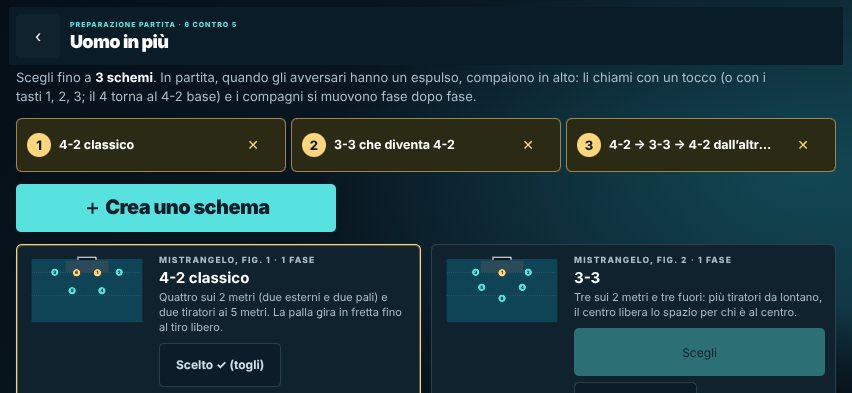 ‹
PREPARAZIONE PARTITA · 6 CONTRO 5
Uomo in più
Scegli fino a 3 schemi. In partita, quando gli avversari hanno un espulso, compaiono in alto: li chiami con un tocco (o con i
tasti 1, 2, 3; il 4 torna al 4-2 base) e i compagni si muovono fase dopo fase.
1 4-2 classico ×
2 3-3 che diventa 4-2 ×
3 4-2 → 3-3 → 4-2 dall'altr... ×
+ Crea uno schema
MISTRANGELO, FIG. 1 · 1 FASE
4-2 classico
Quattro sui 2 metri (due esterni e due pali) e
due tiratori ai 5 metri. La palla gira in fretta fino
al tiro libero.
Scelto ✓ (togli)
MISTRANGELO, FIG. 2 · 1 FASE
3-3
Tre sui 2 metri e tre fuori: più tiratori da lontano,
il centro libera lo spazio per chi è al centro.
Scegli